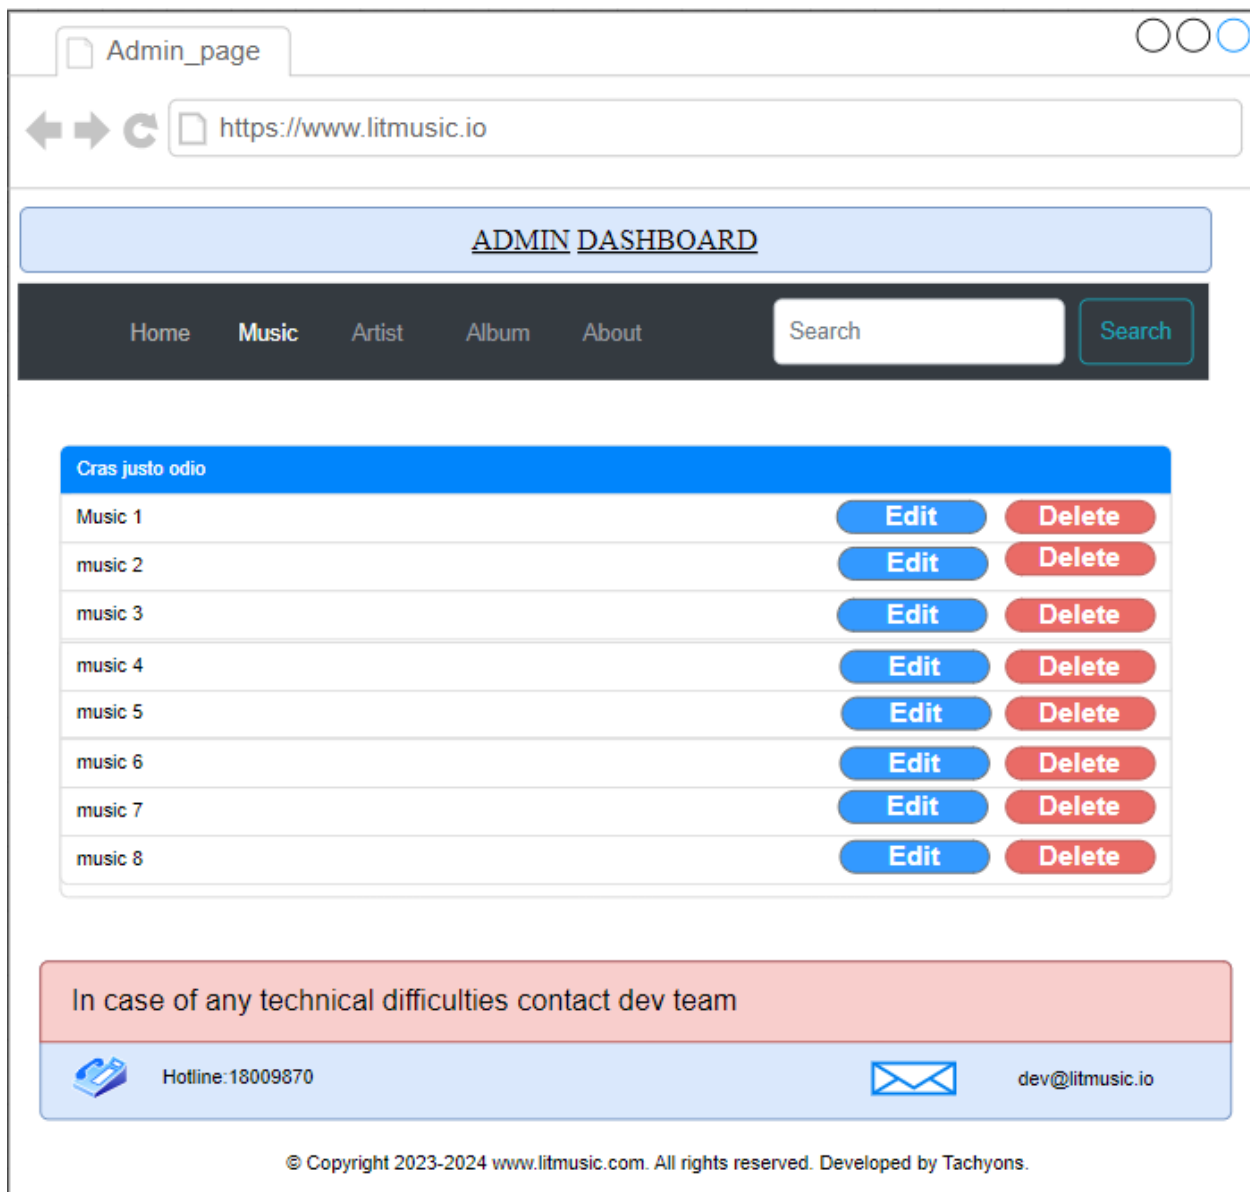 Admin_page
https://www.litmusic.io
ADMIN DASHBOARD
Home Music Artist Album About Search Search
Cras justo odio
Music 1 Edit Delete
music 2 Edit Delete
music 3 Edit Delete
music 4 Edit Delete
music 5 Edit Delete
music 6 Edit Delete
music 7 Edit Delete
music 8 Edit Delete
In case of any technical difficulties contact dev team
Hotline:18009870 dev@litmusic.io
© Copyright 2023-2024 www.litmusic.com. All rights reserved. Developed by Tachyons.